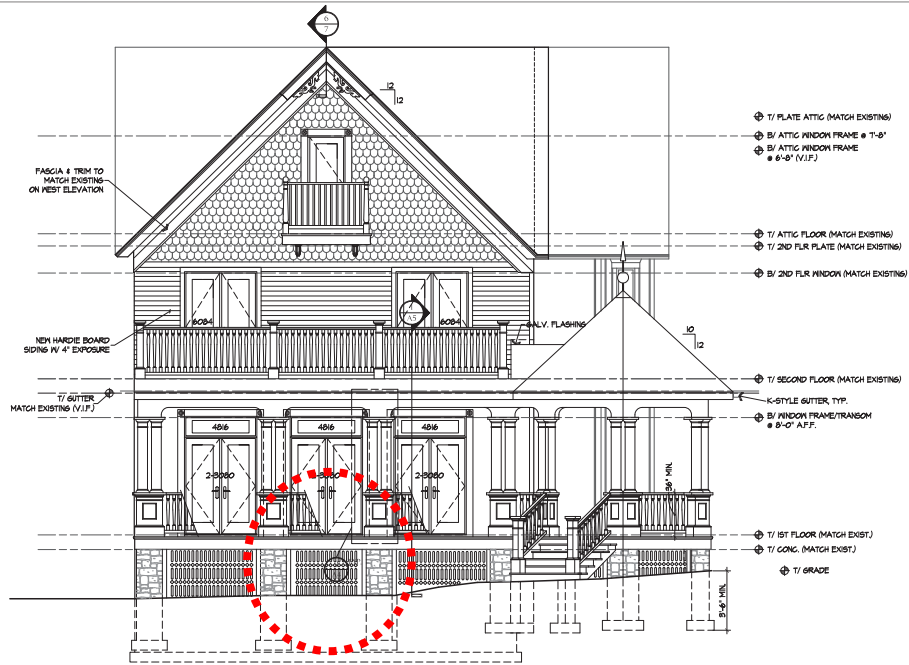 6
7
12
12
T/ PLATE ATTIC (MATCH EXISTING)
B/ ATTIC WINDOW FRAME @ 7'-8"
B/ ATTIC WINDOW FRAME
@ 6'-8" (V.I.F.)
FASCIA & TRIM TO
MATCH EXISTING
ON WEST ELEVATION
T/ ATTIC FLOOR (MATCH EXISTING)
T/ 2ND FLR PLATE (MATCH EXISTING)
B/ 2ND FLR WINDOW (MATCH EXISTING)
6084
6084
A5
GALV. FLASHING
10
12
NEW HARDIE BOARD
SIDING W/ 4" EXPOSURE
T/ SECOND FLOOR (MATCH EXISTING)
T/ GUTTER
MATCH EXISTING (V.I.F.)
K-STYLE GUTTER, TYP.
B/ WINDOW FRAME/TRANSOM
@ 8'-0" A.F.F.
4816
4816
4816
2-3080
2-3080
2-3080
36" MIN.
T/ 1ST FLOOR (MATCH EXIST.)
T/ CONC. (MATCH EXIST.)
T/ GRADE
3'-6" MIN.